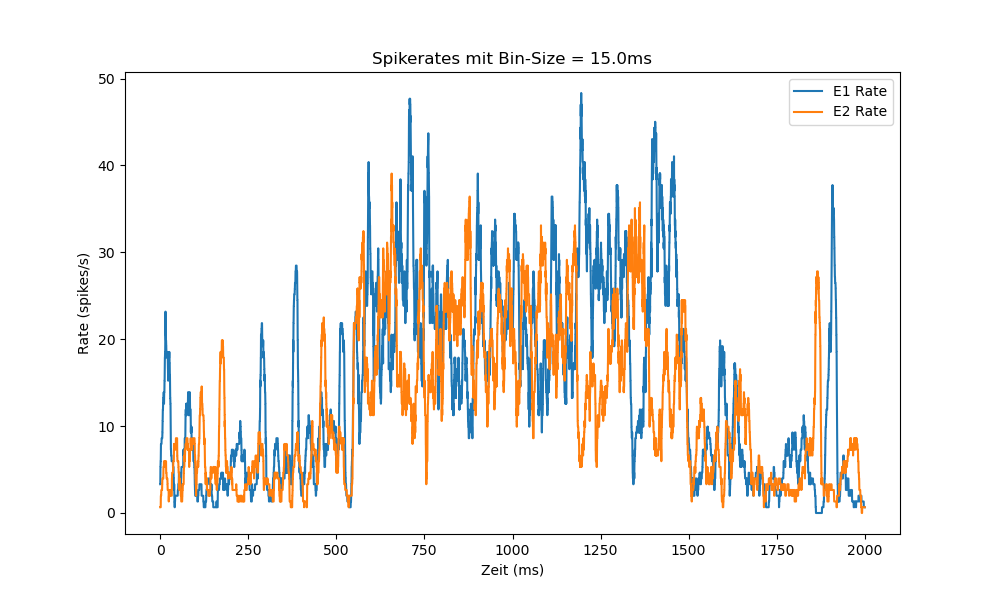 Spikerates mit Bin-Size = 15.0ms
50
40
30
20
10
0
Rate (spikes/s)
E1 Rate
E2 Rate
0 250 500 750 1000 1250 1500 1750 2000
Zeit (ms)